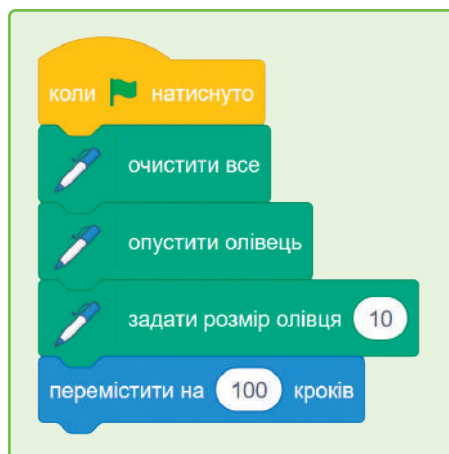 коли натиснуто
очистити все
опустити олівець
задати розмір олівця 10
перемістити на 100 кроків